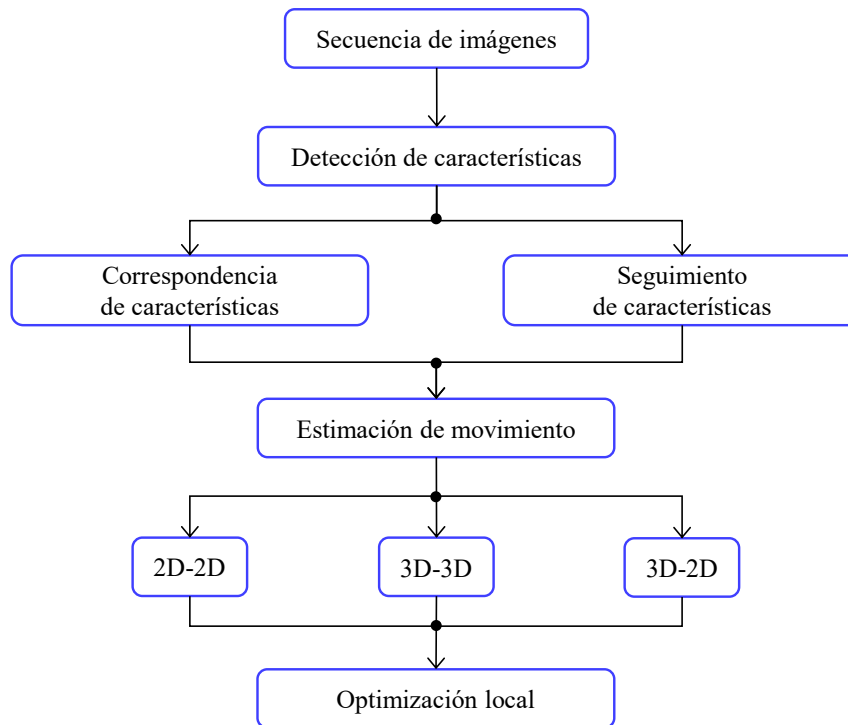 Secuencia de imágenes
Detección de características
Correspondencia
de características
Seguimiento
de características
Estimación de movimiento
2D-2D
3D-3D
3D-2D
Optimización local